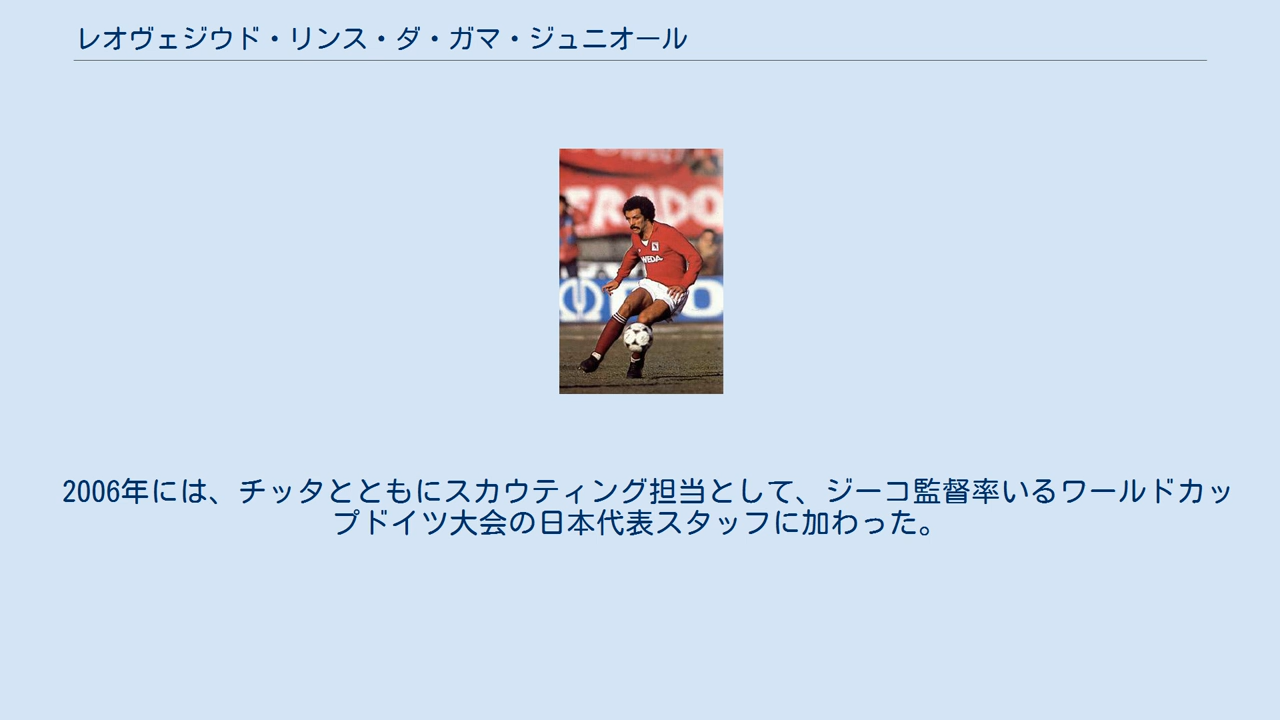 レオヴェジウド・リンス・ダ・ガマ・ジュニオール
ERADO
WEDA
2006年には、チッタとともにスカウティング担当として、ジーコ監督率いるワールドカッ
プドイツ大会の日本代表スタッフに加わった。